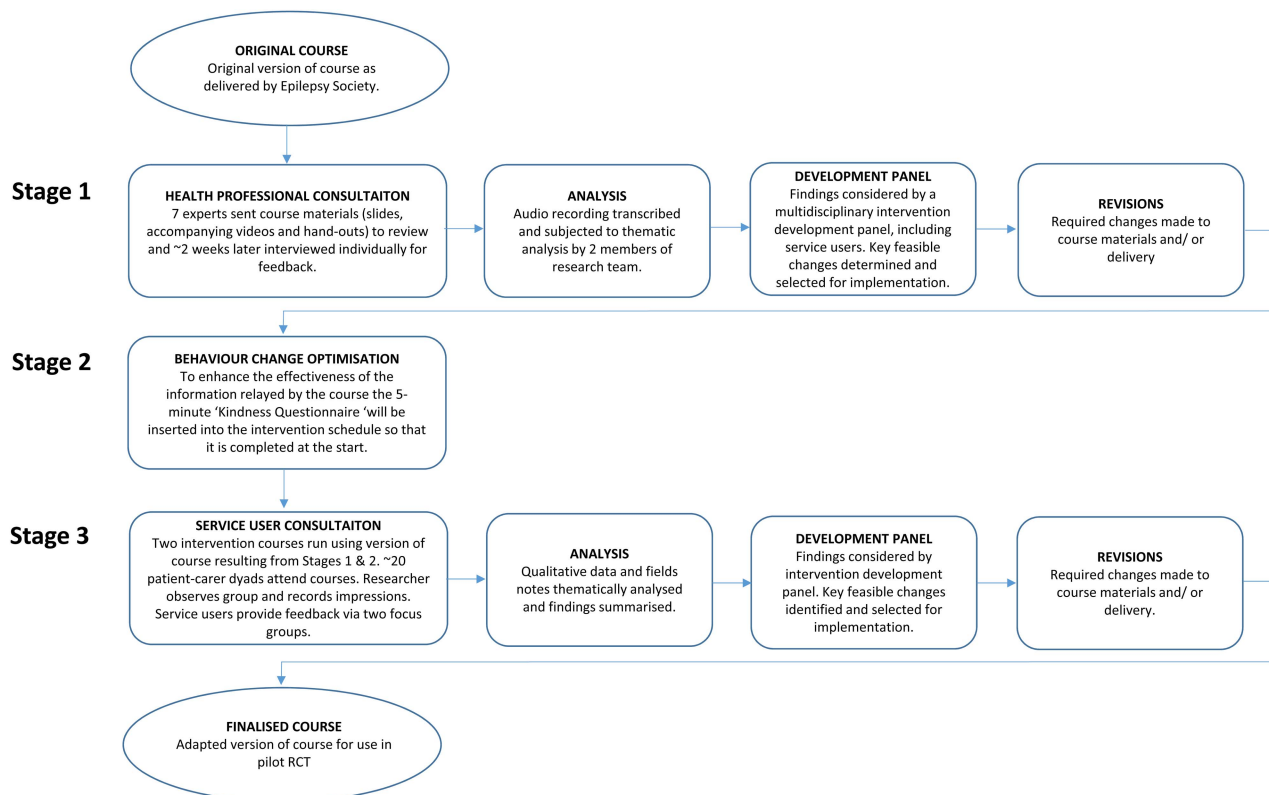 ORIGINAL COURSE
Original version of course as
delivered by Epilepsy Society.
Stage 1
HEALTH PROFESSIONAL CONSULTAITON
7 experts sent course materials (slides,
accompanying videos and hand-outs) to review
and ~2 weeks later interviewed individually for
feedback.
ANALYSIS
Audio recording transcribed
and subjected to thematic
analysis by 2 members of
research team.
DEVELOPMENT PANEL
Findings considered by a
multidisciplinary intervention
development panel, including
service users. Key feasible
changes determined and
selected for implementation.
REVISIONS
Required changes made to
course materials and/ or
delivery
Stage 2
BEHAVIOUR CHANGE OPTIMISATION
To enhance the effectiveness of the
information relayed by the course the 5-
minute ‘Kindness Questionnaire ‘will be
inserted into the intervention schedule so that
it is completed at the start.
Stage 3
SERVICE USER CONSULTAITON
Two intervention courses run using version of
course resulting from Stages 1 & 2. ~20
patient-carer dyads attend courses. Researcher
observes group and records impressions.
Service users provide feedback via two focus
groups.
ANALYSIS
Qualitative data and fields
notes thematically analysed
and findings summarised.
DEVELOPMENT PANEL
Findings considered by
intervention development
panel. Key feasible changes
identified and selected for
implementation.
REVISIONS
Required changes made to
course materials and/ or
delivery.
FINALISED COURSE
Adapted version of course for use in
pilot RCT